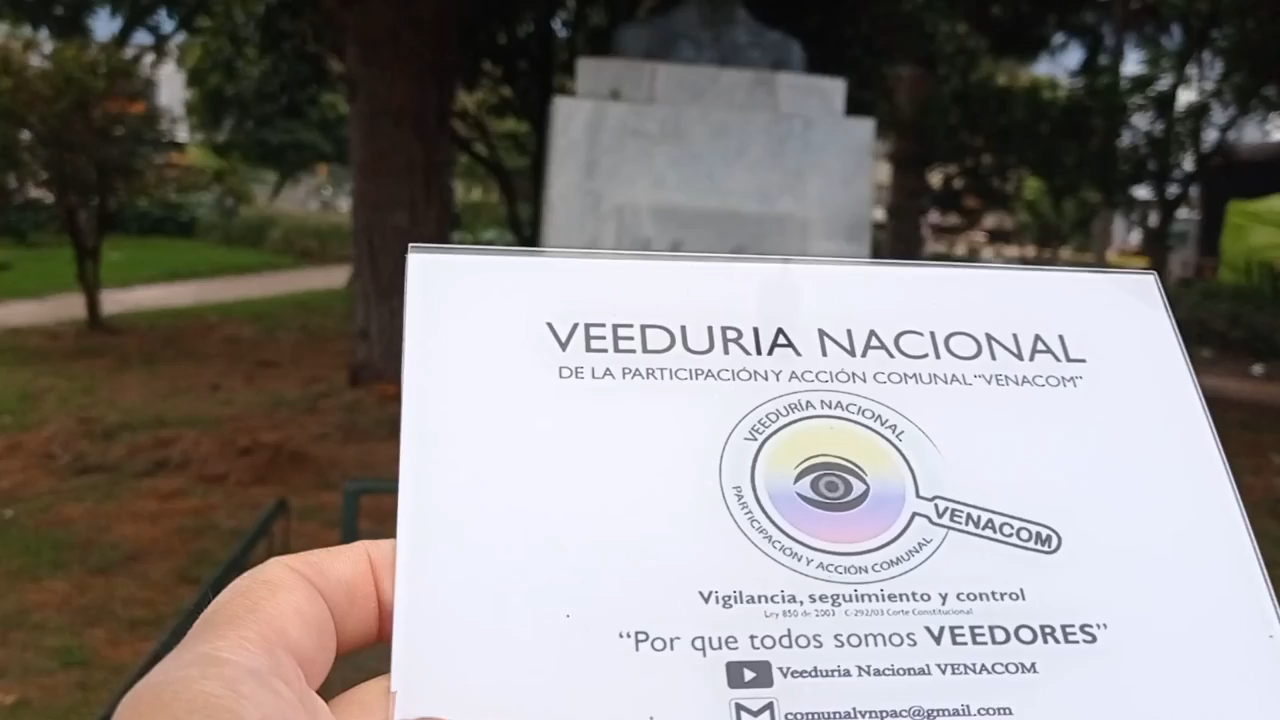 VEEDURIA NACIONAL
DE LA PARTICIPACIÓN Y ACCIÓN COMUNAL "VENACOM"
VEEDURÍA NACIONAL
PARTICIPACIÓN Y ACCIÓN COMUNAL
VENACOM
Vigilancia, seguimiento y control
Ley 850 de 2003 C-292/03 Corte Constitucional
"Por que todos somos VEEDORES"
Veeduria Nacional VENACOM
comunalvnpac@gmail.com